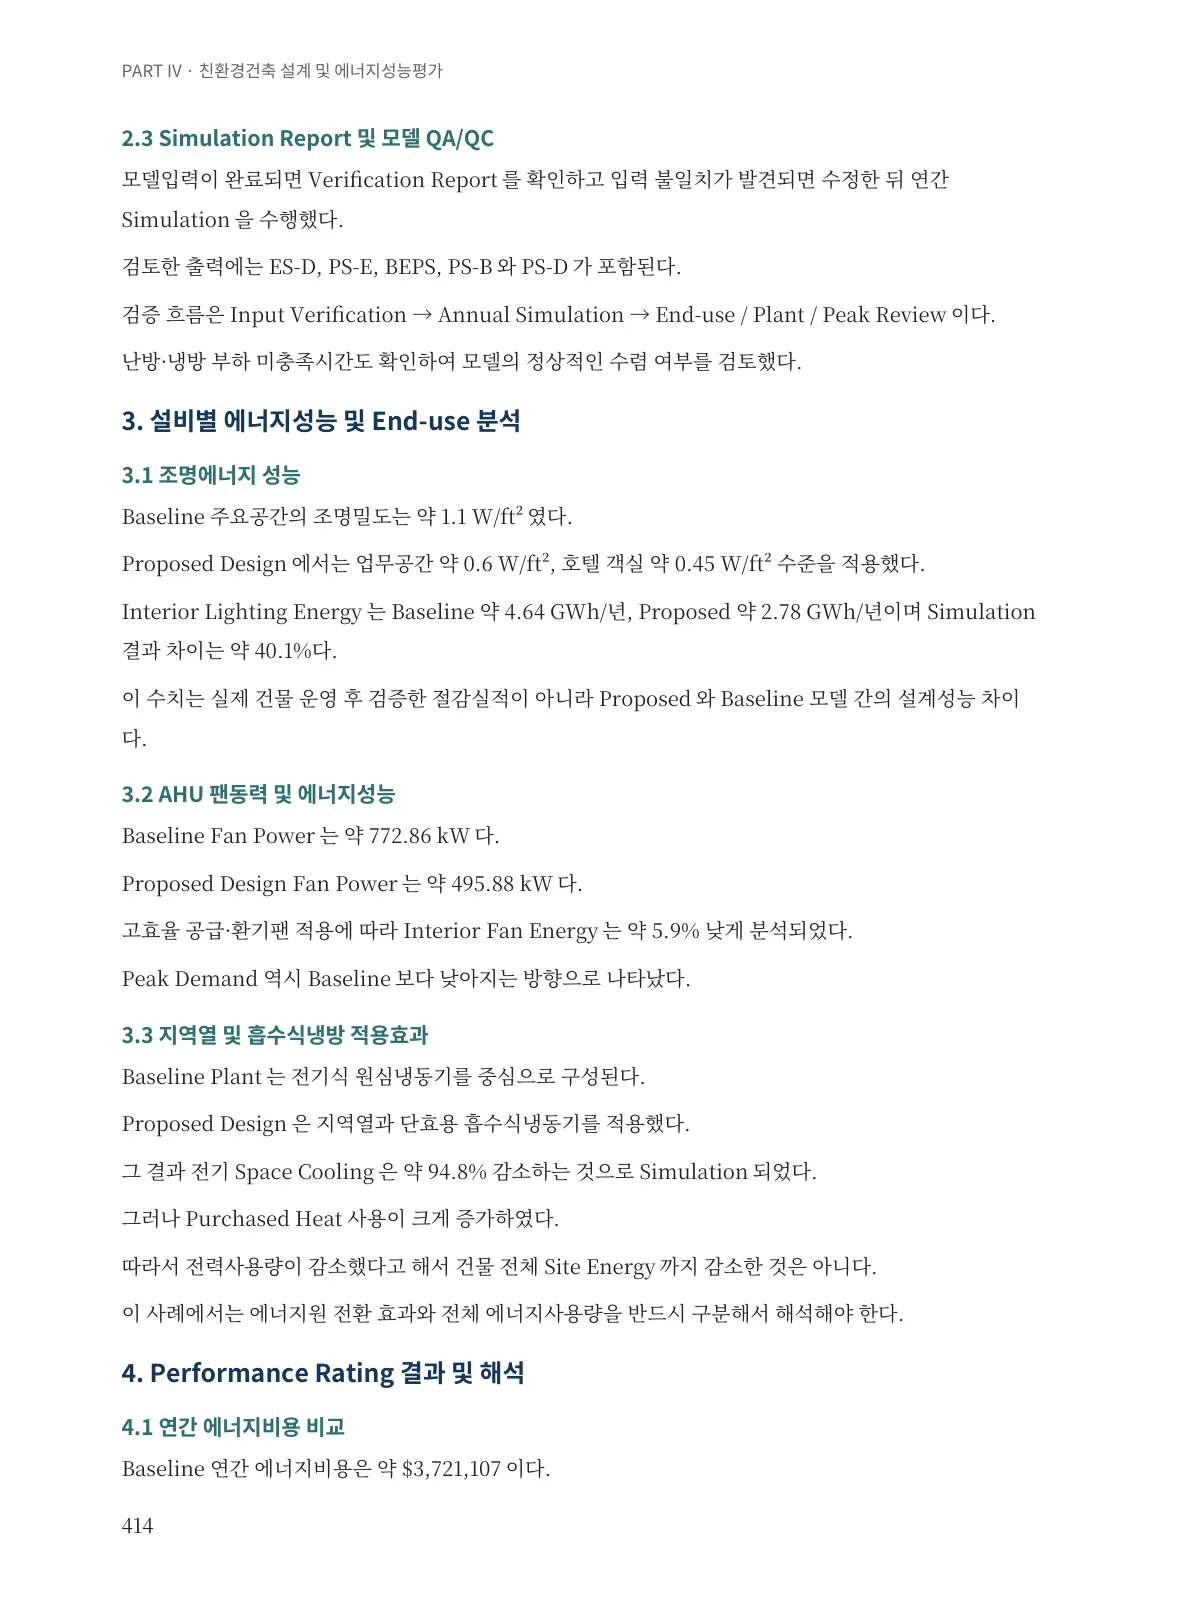 PART IV · 친환경건축 설계 및 에너지성능평가
2.3 Simulation Report 및 모델 QA/QC
모델입력이 완료되면 Verification Report 를 확인하고 입력 불일치가 발견되면 수정한 뒤 연간
Simulation 을 수행했다.
검토한 출력에는 ES-D, PS-E, BEPS, PS-B 와 PS-D 가 포함된다.
검증 흐름은 Input Verification → Annual Simulation → End-use / Plant / Peak Review 이다.
난방·냉방 부하 미충족시간도 확인하여 모델의 정상적인 수렴 여부를 검토했다.
3. 설비별 에너지성능 및 End-use 분석
3.1 조명에너지 성능
Baseline 주요공간의 조명밀도는 약 1.1 W/ft² 였다.
Proposed Design 에서는 업무공간 약 0.6 W/ft², 호텔 객실 약 0.45 W/ft² 수준을 적용했다.
Interior Lighting Energy 는 Baseline 약 4.64 GWh/년, Proposed 약 2.78 GWh/년이며 Simulation
결과 차이는 약 40.1%다.
이 수치는 실제 건물 운영 후 검증한 절감실적이 아니라 Proposed 와 Baseline 모델 간의 설계성능 차이
다.
3.2 AHU 팬동력 및 에너지성능
Baseline Fan Power 는 약 772.86 kW 다.
Proposed Design Fan Power 는 약 495.88 kW 다.
고효율 공급·환기팬 적용에 따라 Interior Fan Energy 는 약 5.9% 낮게 분석되었다.
Peak Demand 역시 Baseline 보다 낮아지는 방향으로 나타났다.
3.3 지역열 및 흡수식냉방 적용효과
Baseline Plant 는 전기식 원심냉동기를 중심으로 구성된다.
Proposed Design 은 지역열과 단효용 흡수식냉동기를 적용했다.
그 결과 전기 Space Cooling 은 약 94.8% 감소하는 것으로 Simulation 되었다.
그러나 Purchased Heat 사용이 크게 증가하였다.
따라서 전력사용량이 감소했다고 해서 건물 전체 Site Energy 까지 감소한 것은 아니다.
이 사례에서는 에너지원 전환 효과와 전체 에너지사용량을 반드시 구분해서 해석해야 한다.
4. Performance Rating 결과 및 해석
4.1 연간 에너지비용 비교
Baseline 연간 에너지비용은 약 $3,721,107 이다.
414